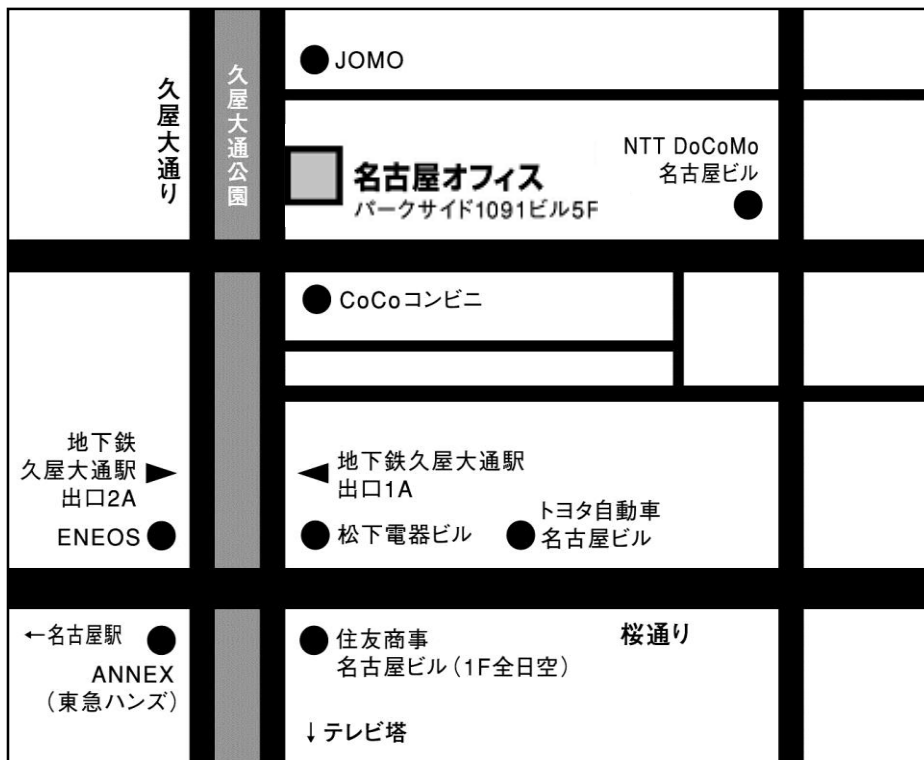 JOMO
久屋大通り
久屋大通公園
NTT DoCoMo
名古屋ビル
名古屋オフィス
パークサイド1091ビル5F
CoCoコンビニ
地下鉄
久屋大通駅
出口2A
地下鉄久屋大通駅
出口1A
ENEOS
松下電器ビル
トヨタ自動車
名古屋ビル
←名古屋駅
ANNEX
（東急ハンズ）
住友商事
名古屋ビル（1F全日空）
桜通り
↓テレビ塔